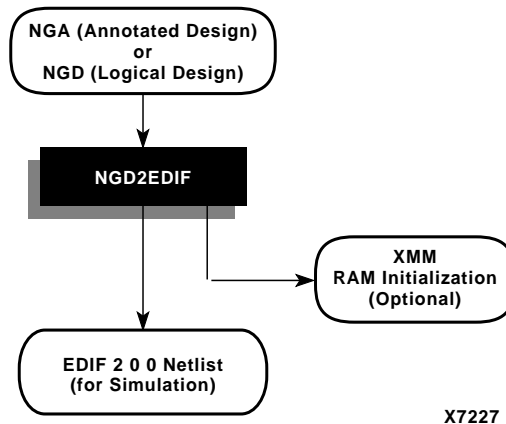 NGA (Annotated Design)
or
NGD (Logical Design)
NGD2EDIF
XMM
RAM Initialization
(Optional)
EDIF 2 0 0 Netlist
(for Simulation)
X7227